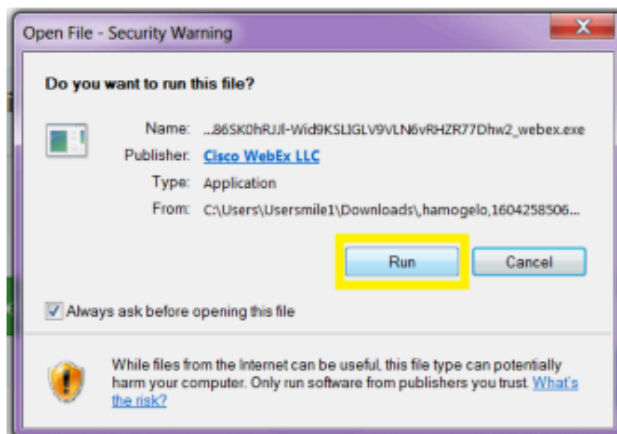 Open File - Security Warning
Do you want to run this file?
Name: ...86SK0hRJJl-Wid9KSLIGLV9VLN6vRHZR77Dhw2_webex.exe
Publisher: Cisco WebEx LLC
Type: Application
From: C:\Users\Usersmile1\Downloads\,hamogelo,1604258506...
Run Cancel
Always ask before opening this file
While files from the Internet can be useful, this file type can potentially
harm your computer. Only run software from publishers you trust. What's
the risk?